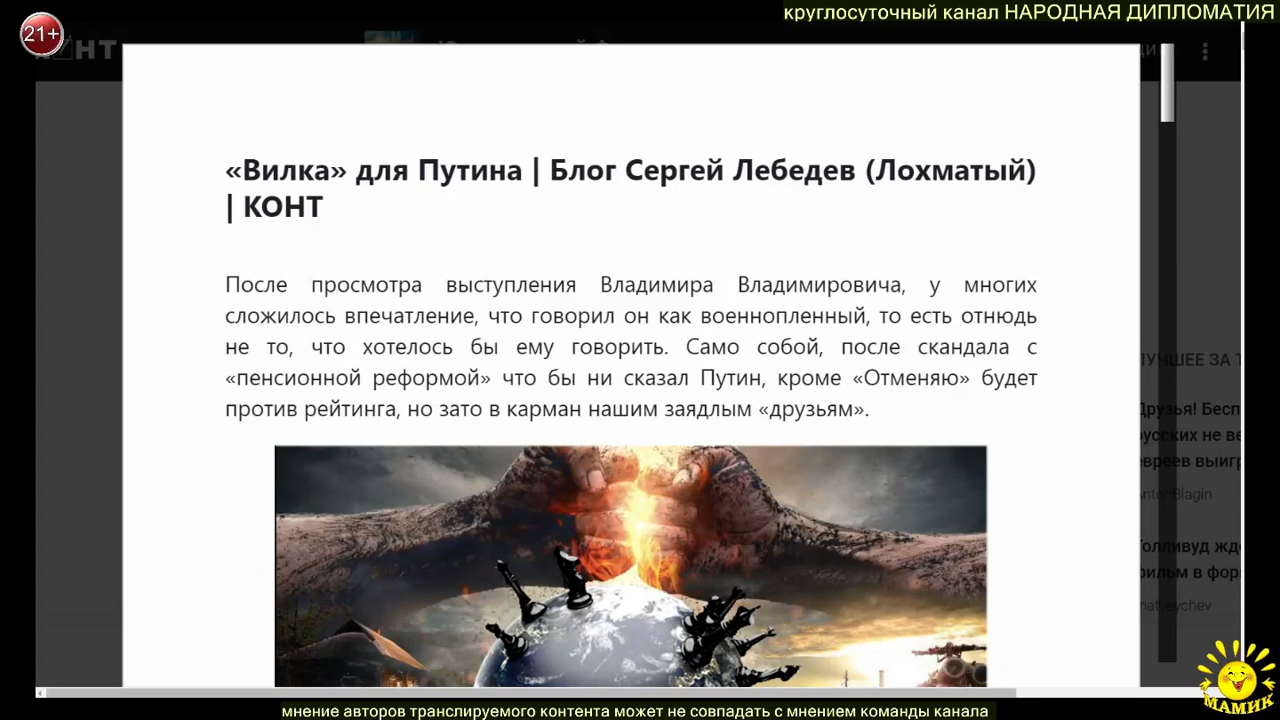 круглосуточный канал НАРОДНАЯ ДИПЛОМАТИЯ
21+
«Вилка» для Путина | Блог Сергей Лебедев (Лохматый)
| КОНТ
После просмотра выступления Владимира Владимировича, у многих
сложилось впечатление, что говорил он как военнопленный, то есть отнюдь
не то, что хотелось бы ему говорить. Само собой, после скандала с
«пенсионной реформой» что бы ни сказал Путин, кроме «Отменяю» будет
против рейтинга, но зато в карман нашим заядлым «друзьям».
МАМИК
мнение авторов транслируемого контента может не совпадать с мнением команды канала